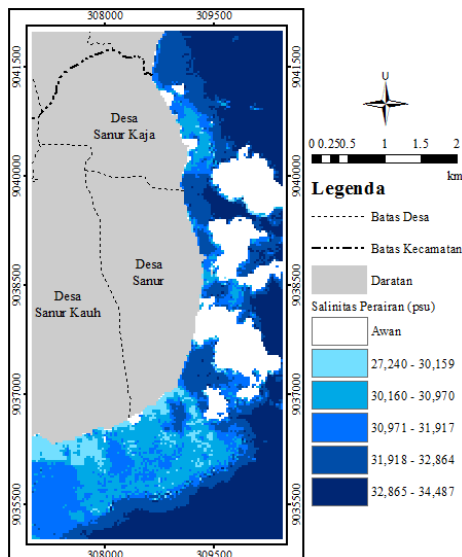 308000 309500
9041500
9040000
9038500
9037000
9035500
Desa
Sanur Kaja
Desa
Sanur
Desa
Sanur Kauh
9041500
9040000
9038500
9037000
9035500
308000 309500
U
0 0.250.5 1 1.5 2
km
Legenda
Batas Desa
Batas Kecamatan
Daratan
Salinitas Perairan (psu)
Awan
27,240 - 30,159
30,160 - 30,970
30,971 - 31,917
31,918 - 32,864
32,865 - 34,487